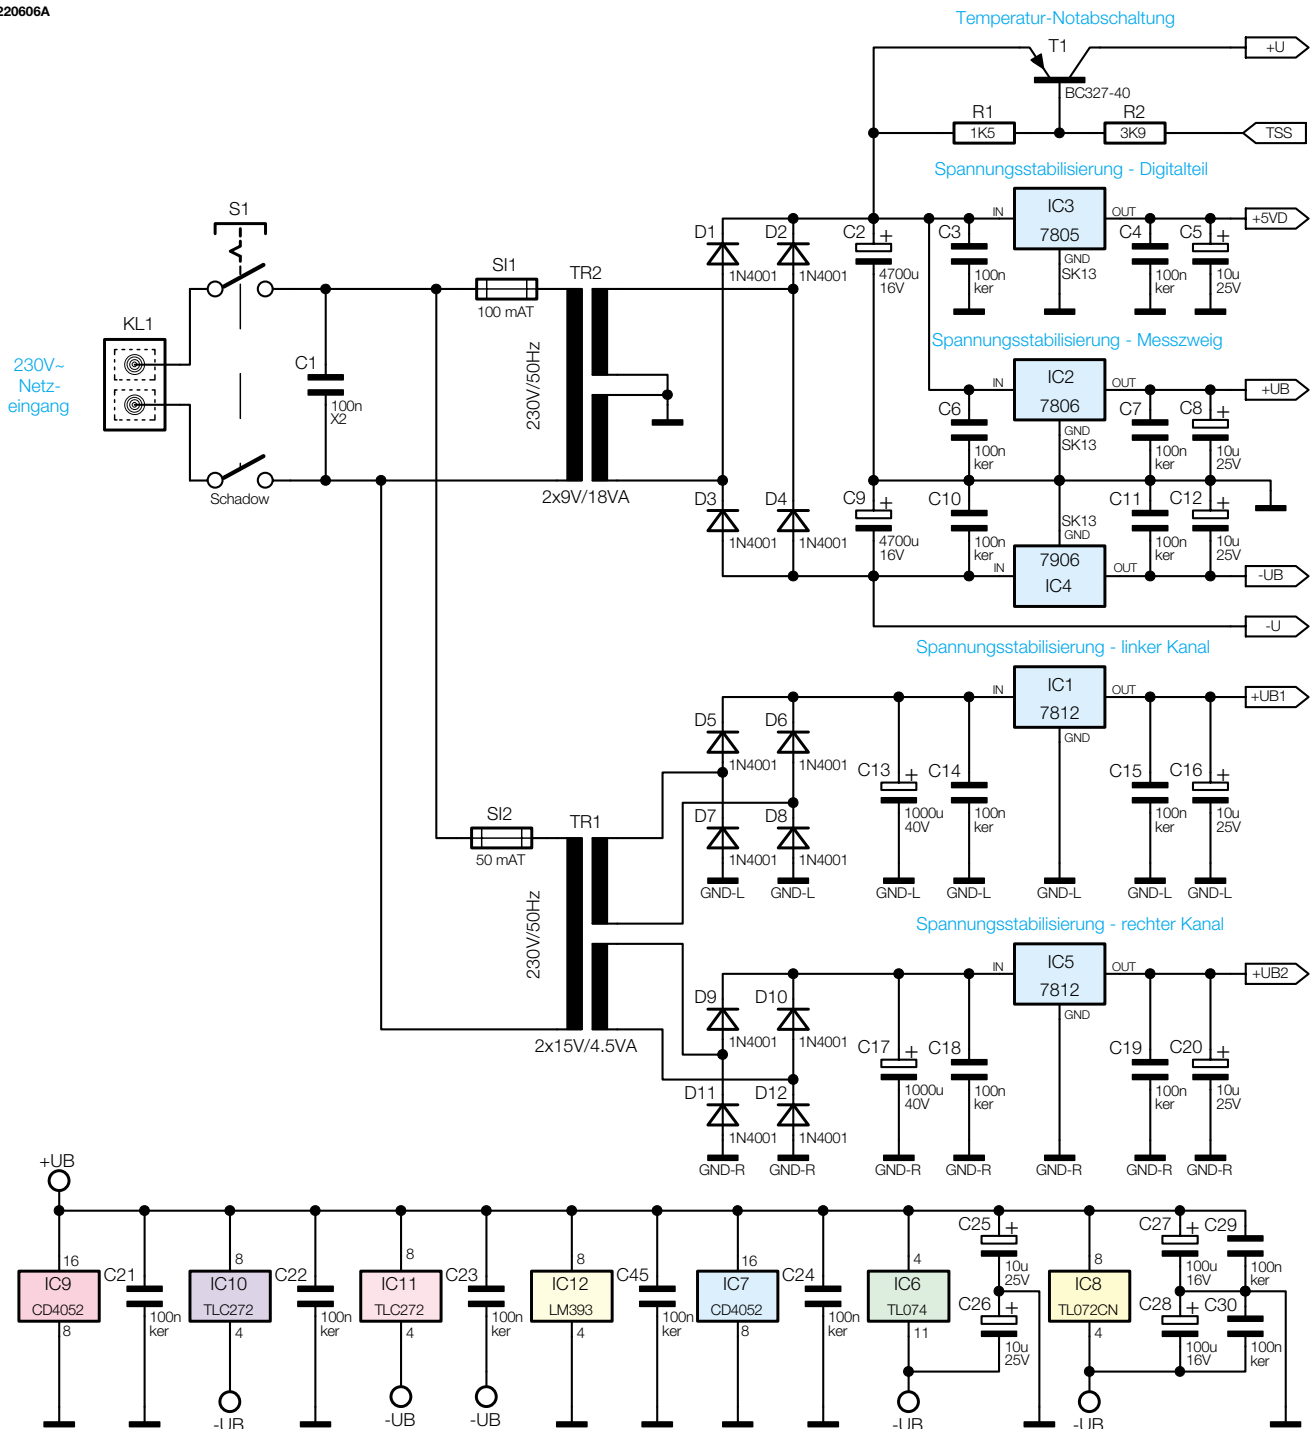 220606A
Temperatur-Notabschaltung
T1
+U
BC327-40
R1
R2
1K5
3K9
TSS
Spannungsstabilisierung - Digitalteil
S1
IN
IC3
OUT
7805
GND
SK13
+5VD
D1
D2
C2
C3
C4
C5
+
+
1N4001
1N4001
4700u
16V
100n
ker
100n
ker
10u
25V
SI1
100 mAT
TR2
KL1
230V~
Netz-
eingang
C1
100n
X2
230V/50Hz
Spannungsstabilisierung - Messzweig
IN
IC2
OUT
7806
GND
SK13
+UB
C6
C7
C8
+
100n
ker
100n
ker
10u
25V
Schadow
2x9V/18VA
D3
D4
C9
C10
C11
C12
+
+
1N4001
1N4001
4700u
16V
100n
ker
SK13
GND
100n
ker
10u
25V
IN
7906
IC4
OUT
-UB
-U
Spannungsstabilisierung - linker Kanal
IN
IC1
OUT
7812
GND
+UB1
D5
D6
1N4001
1N4001
C13
C14
C15
C16
+
+
1000u
40V
100n
ker
100n
ker
10u
25V
SI2
50 mAT
TR1
D7
D8
1N4001
1N4001
GND-L
GND-L
GND-L
GND-L
GND-L
GND-L
GND-L
230V/50Hz
Spannungsstabilisierung - rechter Kanal
IN
IC5
OUT
7812
GND
+UB2
D9
D10
1N4001
1N4001
2x15V/4.5VA
C17
C18
C19
C20
+
+
1000u
40V
100n
ker
100n
ker
10u
25V
D11
D12
1N4001
1N4001
GND-R
GND-R
GND-R
GND-R
GND-R
GND-R
GND-R
+UB
16
IC9
CD4052
8
C21
100n
ker
8
IC10
TLC272
4
-UB
C22
100n
ker
8
IC11
TLC272
4
-UB
C23
100n
ker
-UB
8
IC12
LM393
4
C45
100n
ker
16
IC7
CD4052
8
C24
100n
ker
4
IC6
TL074
11
-UB
C25
+
10u
25V
C26
+
10u
25V
8
IC8
TL072CN
4
-UB
C27
+
100u
16V
C28
+
100u
16V
C29
100n
ker
C30
100n
ker